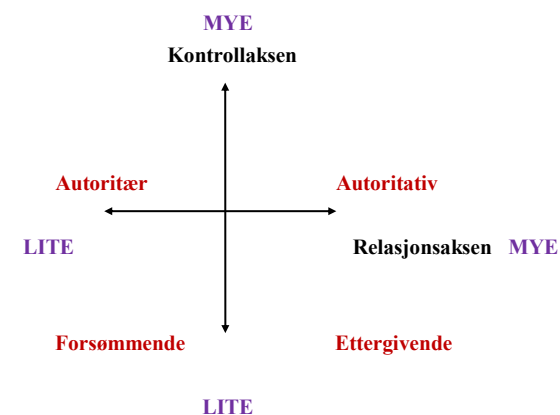 MYE
Kontrollaksen
Autoritær Autoritativ
LITE Relasjonsaksen MYE
Forsømmende Ettergivende
LITE